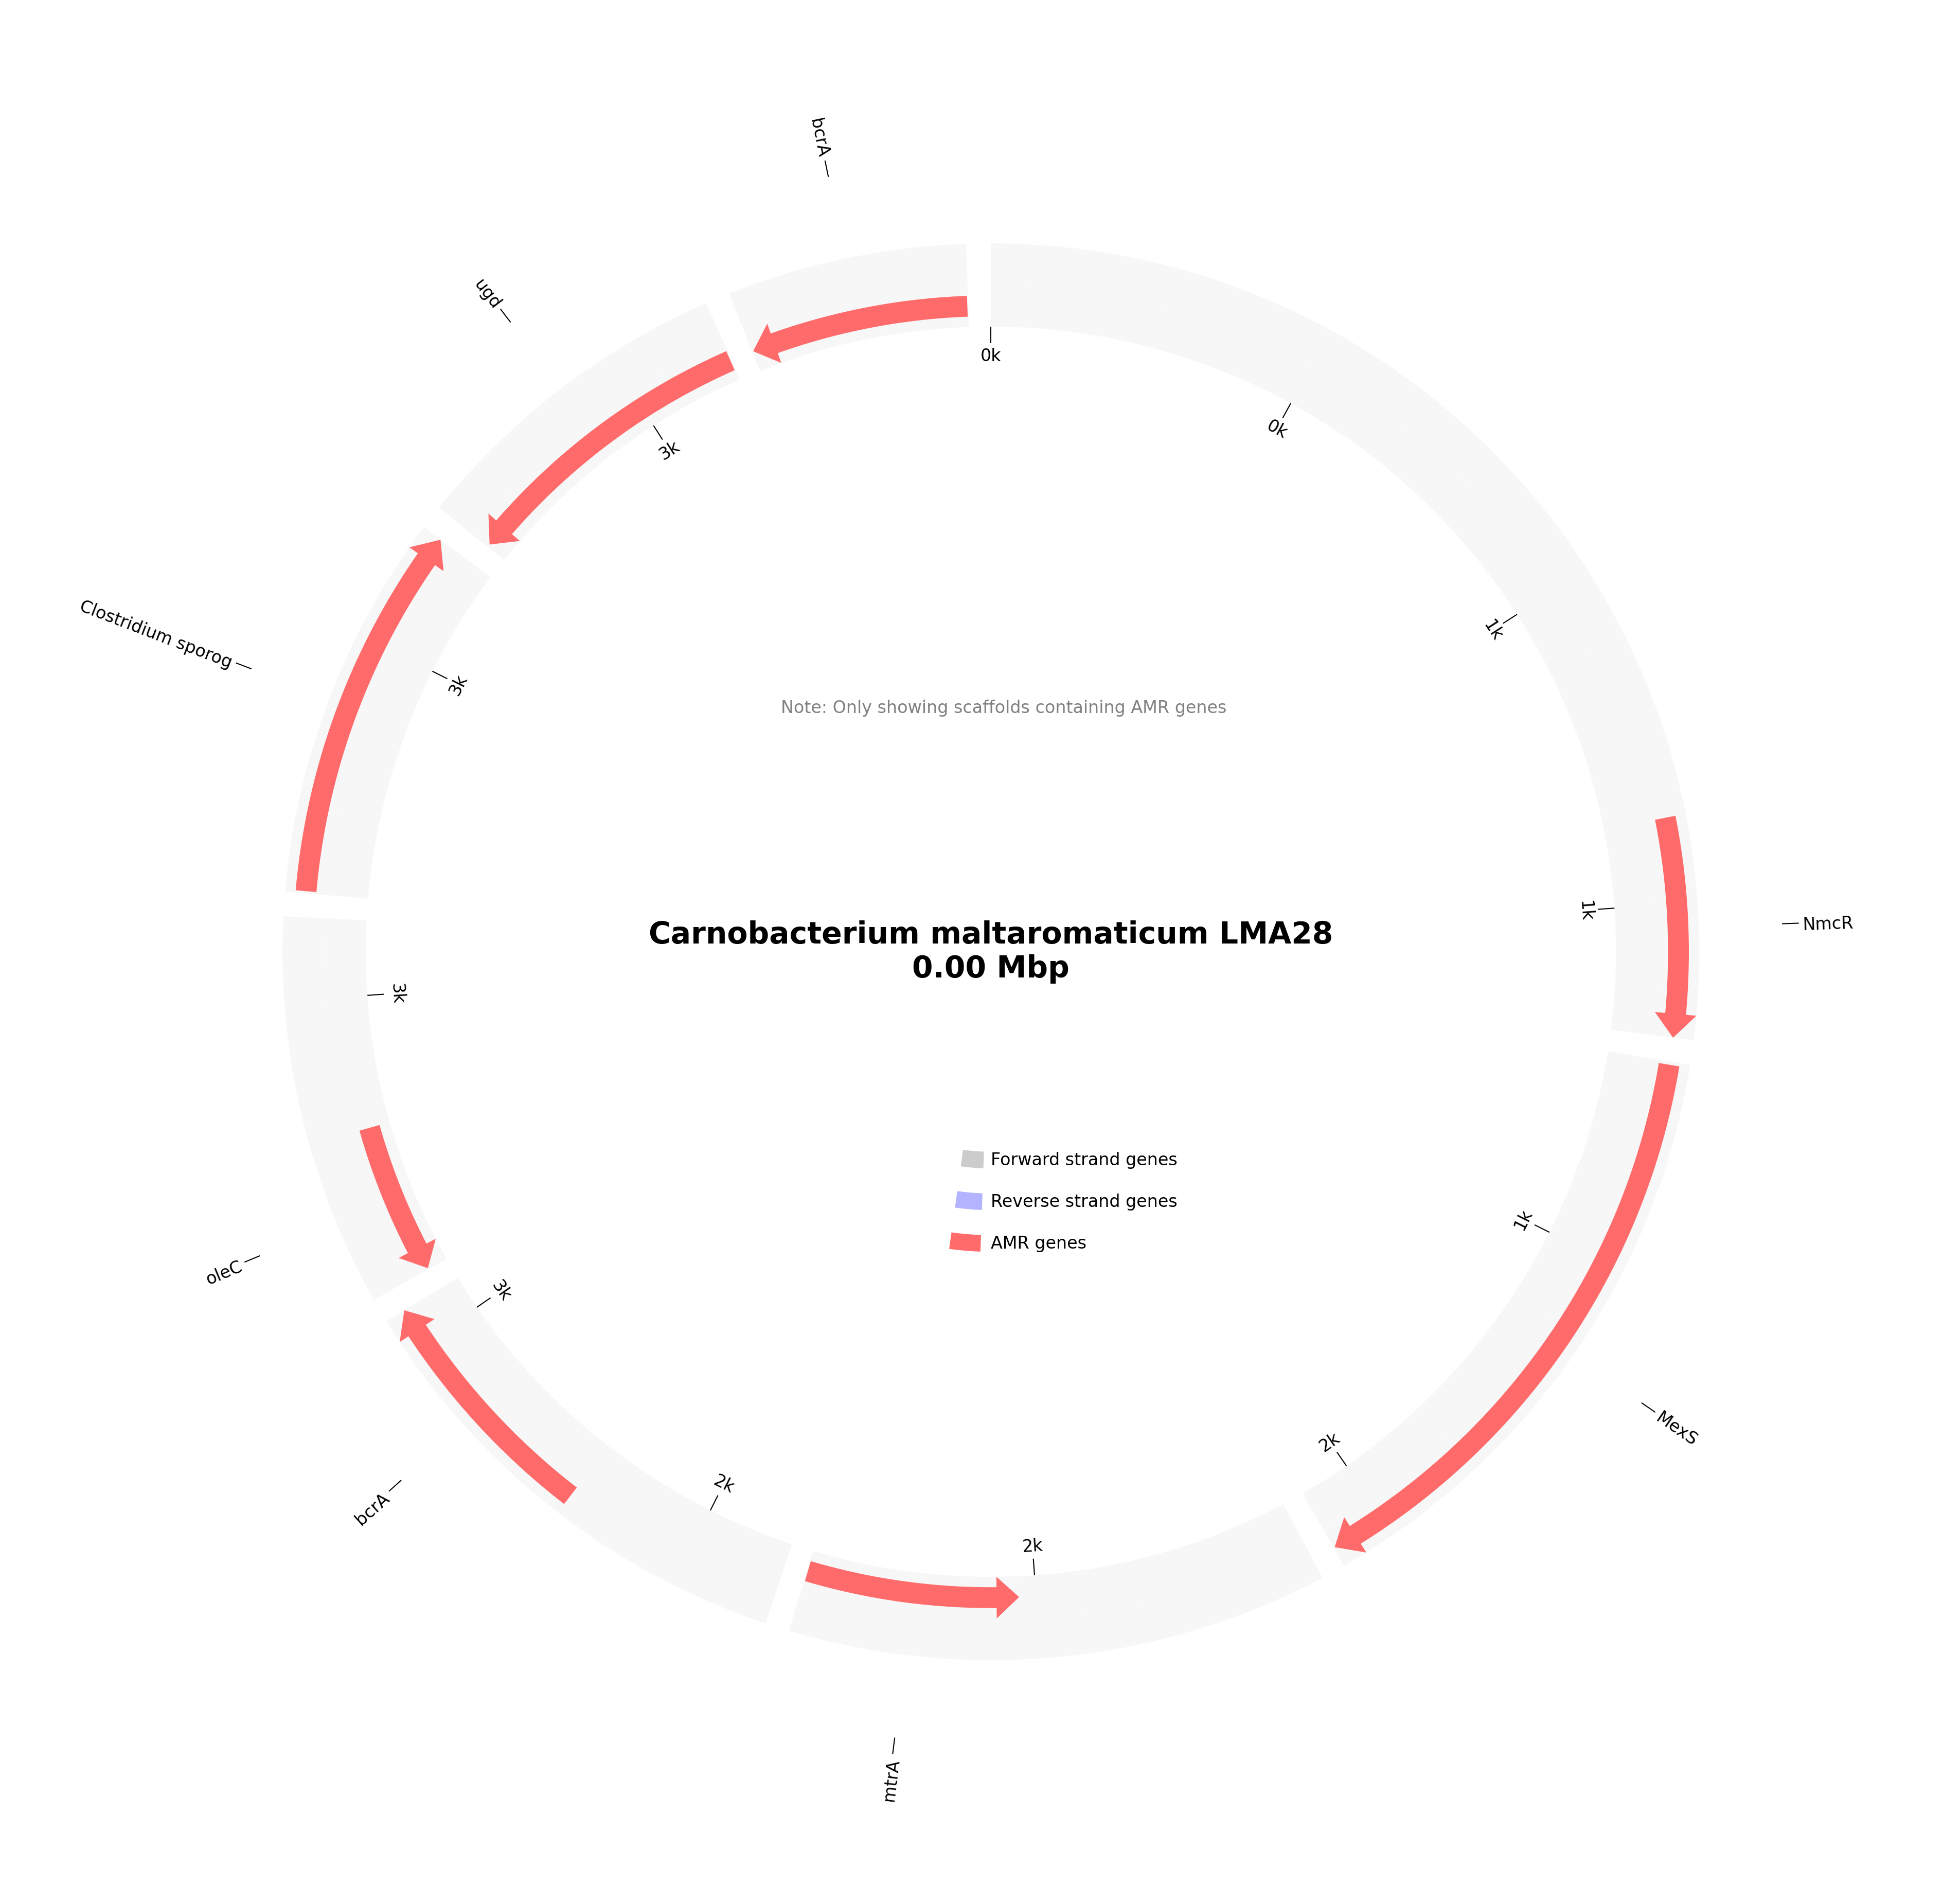 bcrA
ugd
0k
0k
3k
Clostridium sporog
1k
3k
Note: Only showing scaffolds containing AMR genes
1k
NmcR
Carnobacterium maltaromaticum LMA28
0.00 Mbp
3k
Forward strand genes
Reverse strand genes
1k
AMR genes
oleC
3k
MexS
2k
bcrA
2k
2k
mtrA